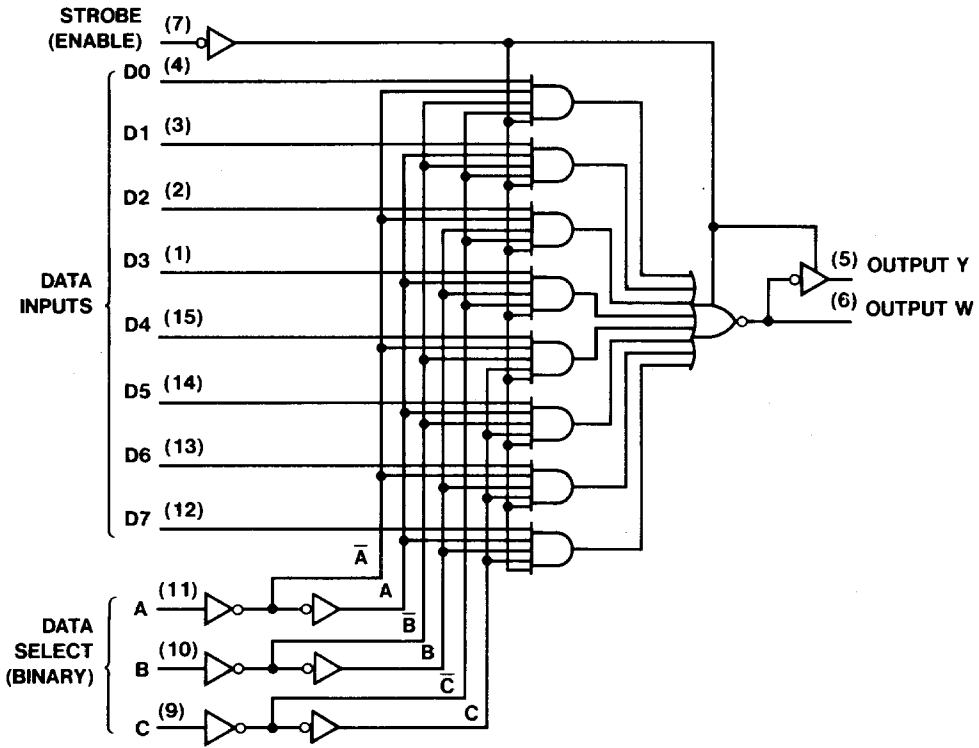 STROBE
(ENABLE) (7)
D0 (4)
D1 (3)
D2 (2)
D3 (1)
DATA
INPUTS
D4 (15)
D5 (14)
D6 (13)
D7 (12)
(5) OUTPUT Y
(6) OUTPUT W
A̅
A
B̅
B
C̅
C
DATA
SELECT
(BINARY)
A (11)
B (10)
C (9)